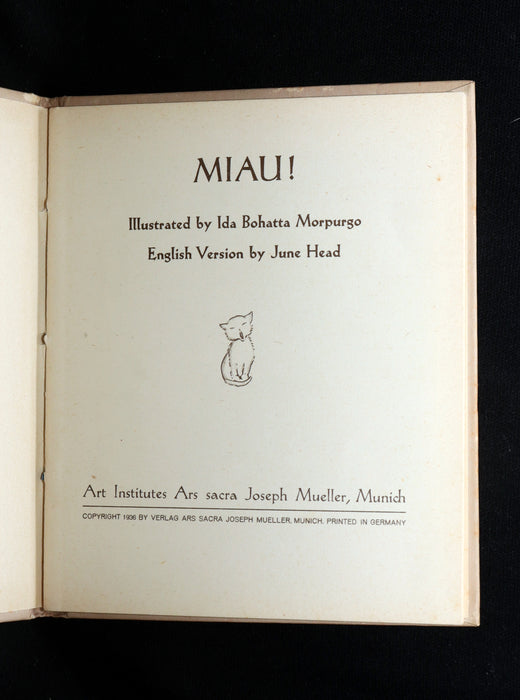 MIAU!
Illustrated by Ida Bohatta Morpurgo
English Version by June Head
Art Institutes Ars sacra Joseph Mueller, Munich
COPYRIGHT 1936 BY VERLAG ARS SACRA JOSEPH MUELLER, MUNICH. PRINTED IN GERMANY